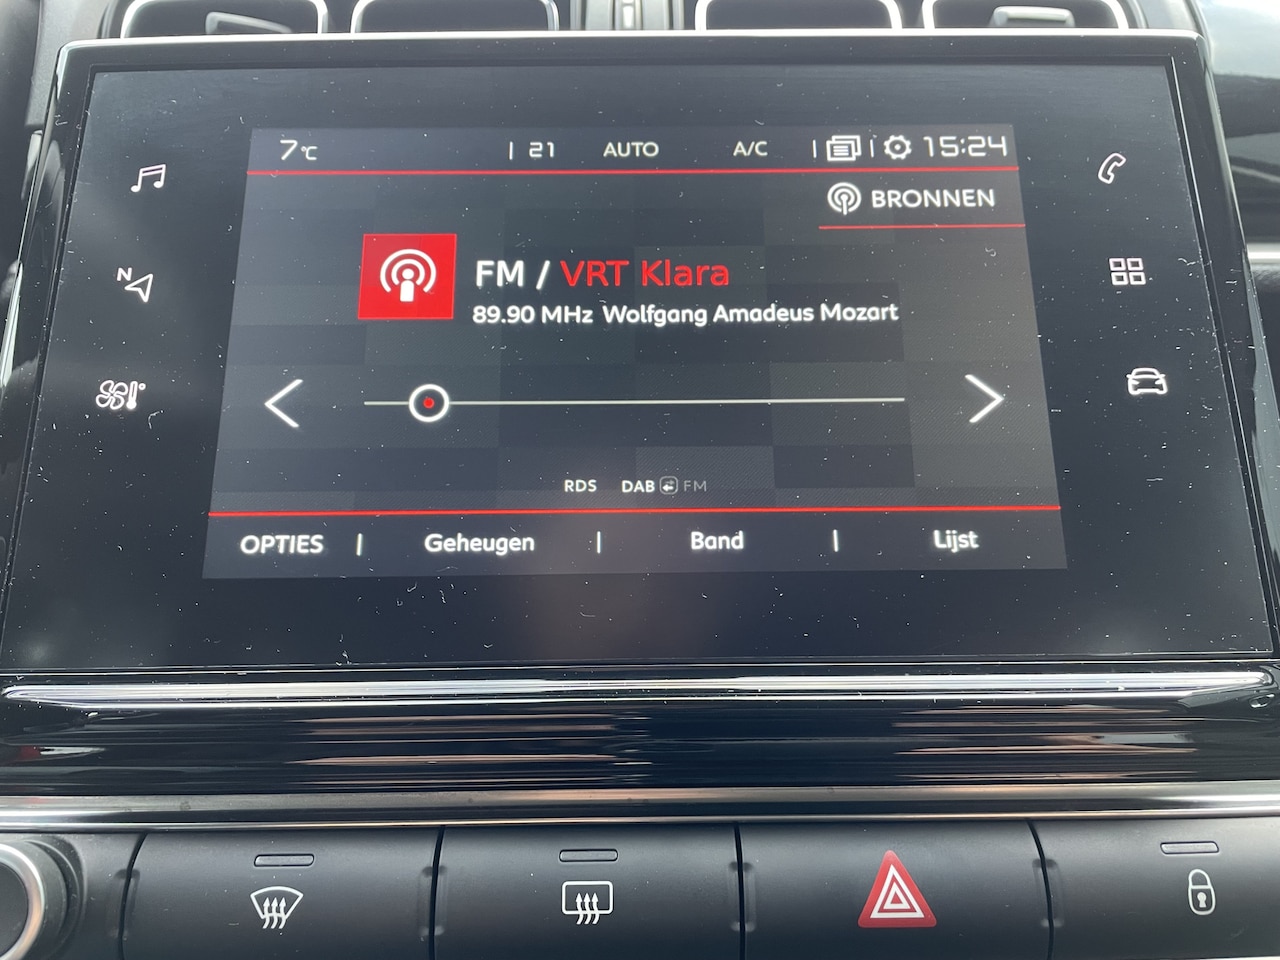 7°C | 21 AUTO A/C | | 15:24
BRONNEN
FM / VRT Klara
89.90 MHz Wolfgang Amadeus Mozart
N
RDS DAB FM
OPTIES | Geheugen | Band | Lijst